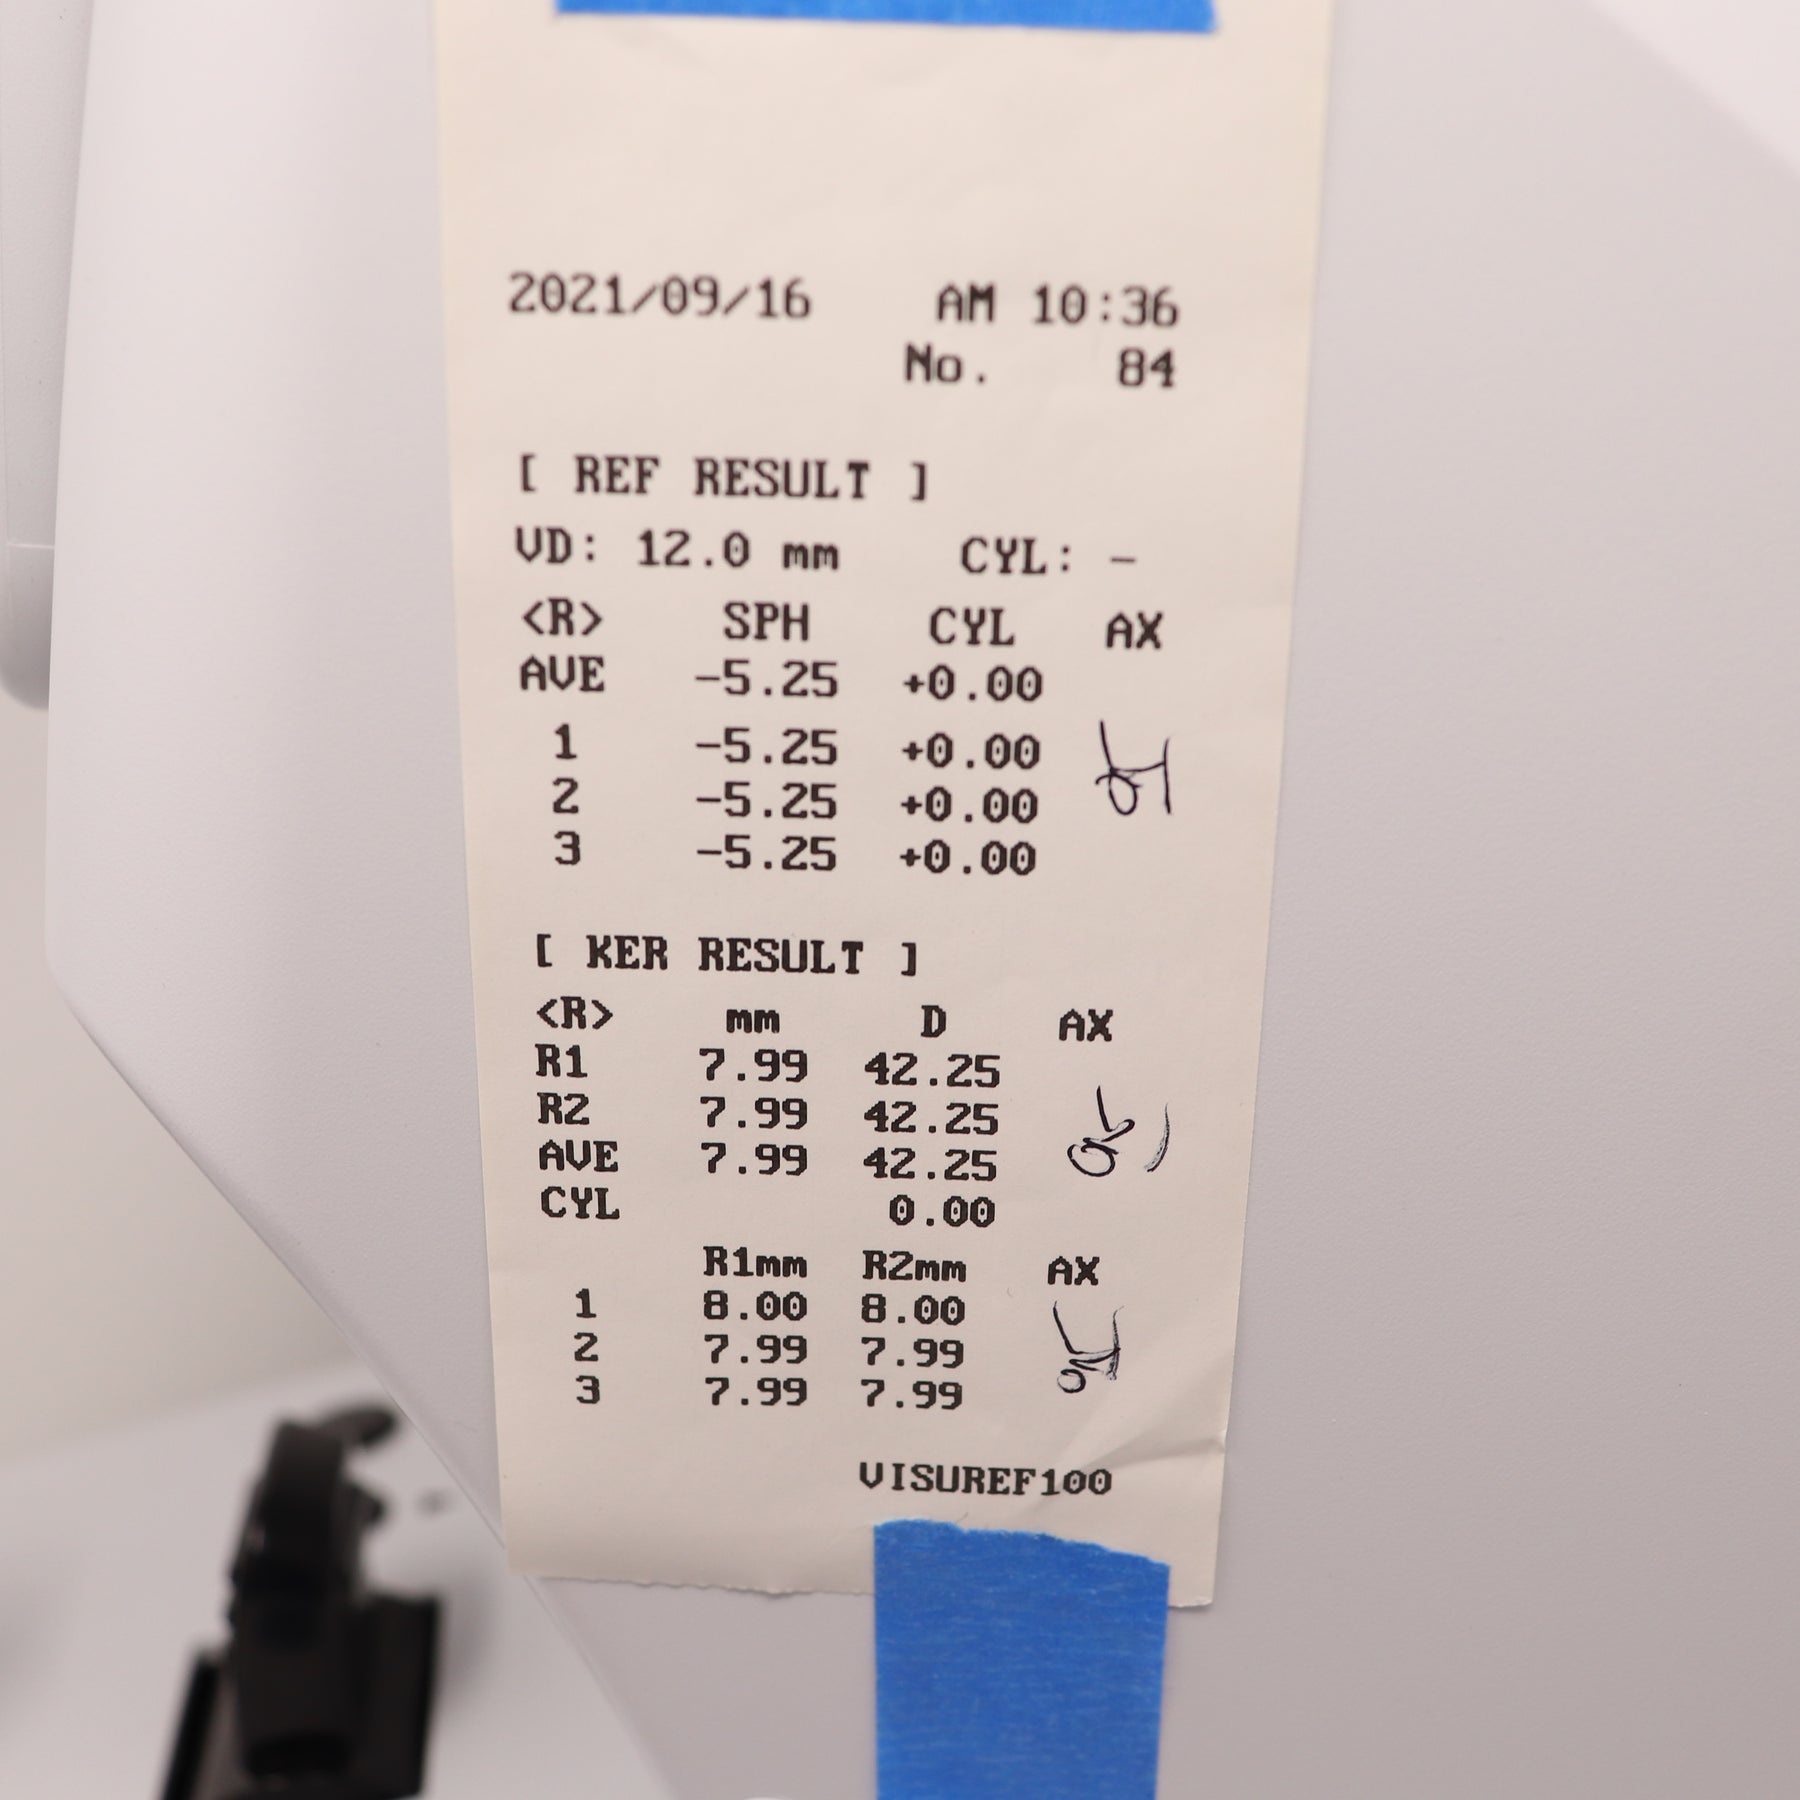 2021/09/16 AM 10:36
No. 84
[ REF RESULT ]
VD: 12.0 mm CYL: -
<R> SPH CYL AX
AVE -5.25 +0.00
1 -5.25 +0.00
2 -5.25 +0.00
3 -5.25 +0.00
[ KER RESULT ]
<R> mm D AX
R1 7.99 42.25
R2 7.99 42.25
AVE 7.99 42.25
CYL 0.00
R1mm R2mm AX
1 8.00 8.00
2 7.99 7.99
3 7.99 7.99
VISUREF100